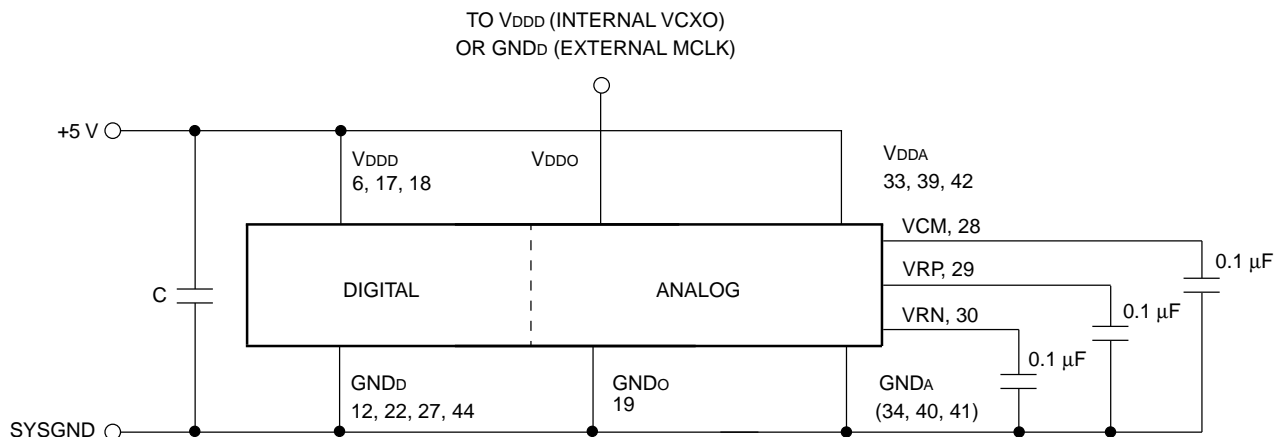 TO VDDD (INTERNAL VCXO)
OR GNDD (EXTERNAL MCLK)
+5 V
VDDD
6, 17, 18
VDDO
VDDA
33, 39, 42
VCM, 28
0.1 μF
VRP, 29
0.1 μF
VRN, 30
0.1 μF
C
DIGITAL
ANALOG
GNDD
12, 22, 27, 44
GNDO
19
GNDA
(34, 40, 41)
SYSGND